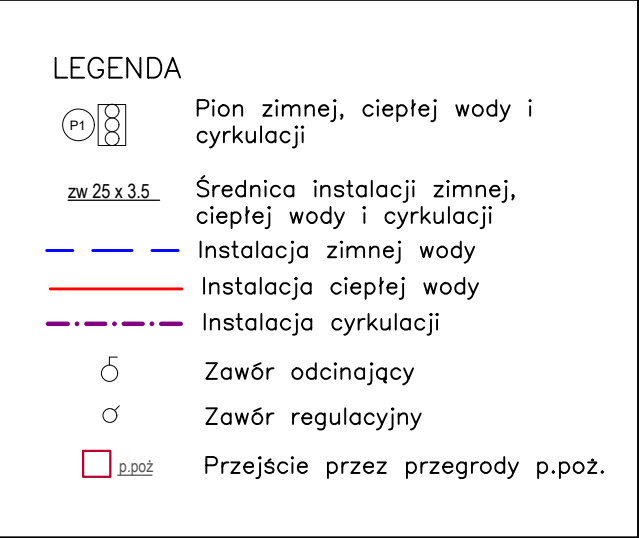 LEGENDA
P1 Pion zimnej, ciepłej wody i
cyrkulacji
zw 25 x 3.5 Średnica instalacji zimnej,
ciepłej wody i cyrkulacji
Instalacja zimnej wody
Instalacja ciepłej wody
Instalacja cyrkulacji
Zawór odcinający
Zawór regulacyjny
p.poż Przejście przez przegrody p.poż.